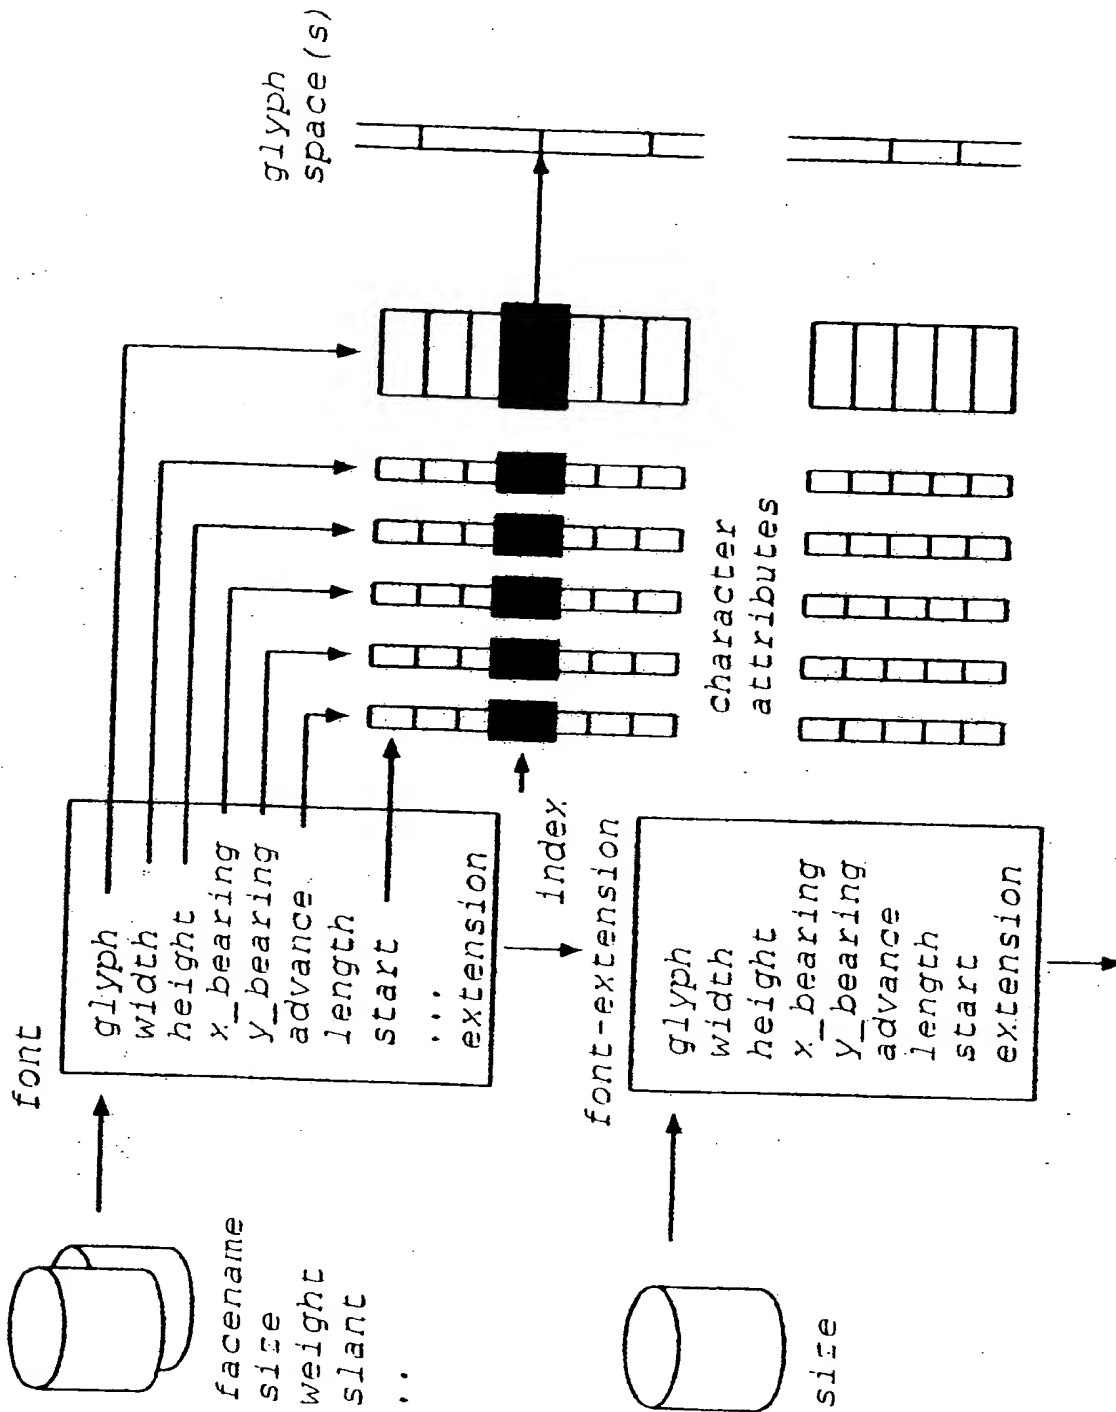 glyph
space(s)
font
glyph
width
height
x_bearing
y_bearing
advance
length
start
...
extension
index
character
attributes
facename
size
weight
slant
..
font-extension
glyph
width
height
x_bearing
y_bearing
advance
length
start
extension
size